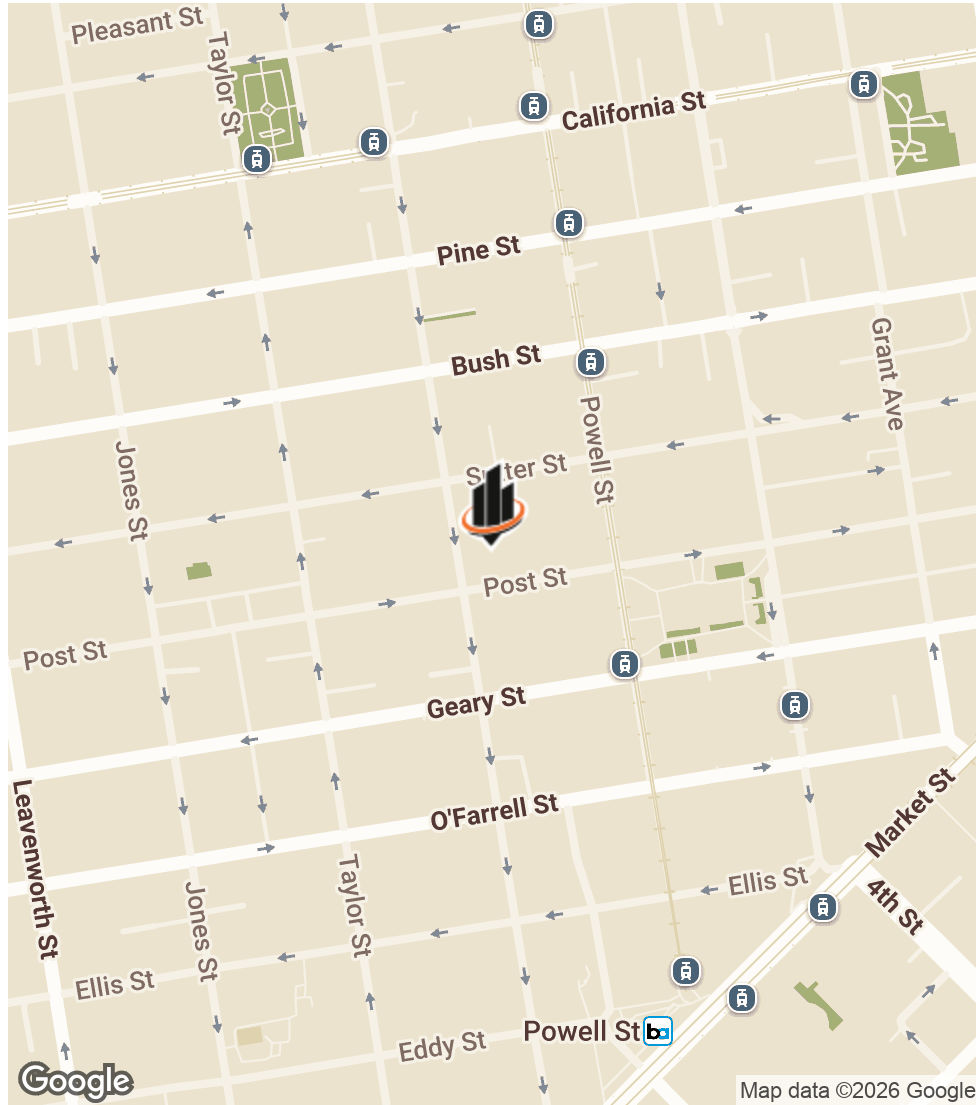 Pleasant St
Taylor St
California St
Pine St
Bush St
Grant Ave
Powell St
Jones St
Sutter St
Post St
Post St
Geary St
Leavenworth St
O'Farrell St
Market St
Taylor St
Jones St
Ellis St
4th St
Ellis St
Powell St
ba
Eddy St
Google
Map data ©2026 Google